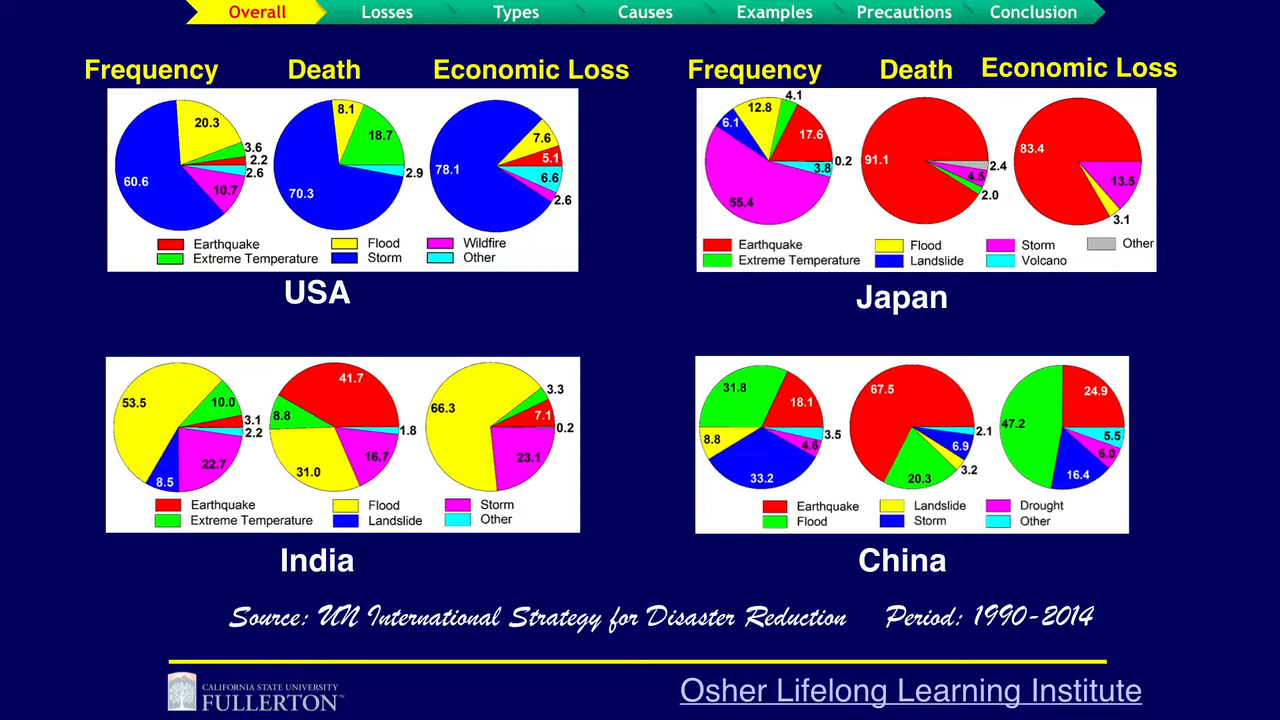 Overall Losses Types Causes Examples Precautions Conclusion
Frequency Death Economic Loss
60.6 20.3 3.6 2.2 2.6 10.7
70.3 8.1 18.7 2.9
78.1 7.6 5.1 6.6 2.6
Earthquake Flood Wildfire
Extreme Temperature Storm Other
USA
Frequency Death Economic Loss
6.1 12.8 4.1 17.6 0.2 3.8 55.4
91.1 2.4 4.5 2.0
83.4 13.5 3.1
Earthquake Flood Storm Other
Extreme Temperature Landslide Volcano
Japan
53.5 10.0 3.1 2.2 22.7 8.5
41.7 8.8 1.8 16.7 31.0
66.3 3.3 7.1 0.2 23.1
Earthquake Flood Storm
Extreme Temperature Landslide Other
India
31.8 18.1 3.5 4.6 33.2 8.8
67.5 2.1 6.9 3.2 20.3
47.2 24.9 5.5 6.0 16.4
Earthquake Landslide Drought
Flood Storm Other
China
Source: UN International Strategy for Disaster Reduction Period: 1990-2014
CALIFORNIA STATE UNIVERSITY
FULLERTON™
Osher Lifelong Learning Institute